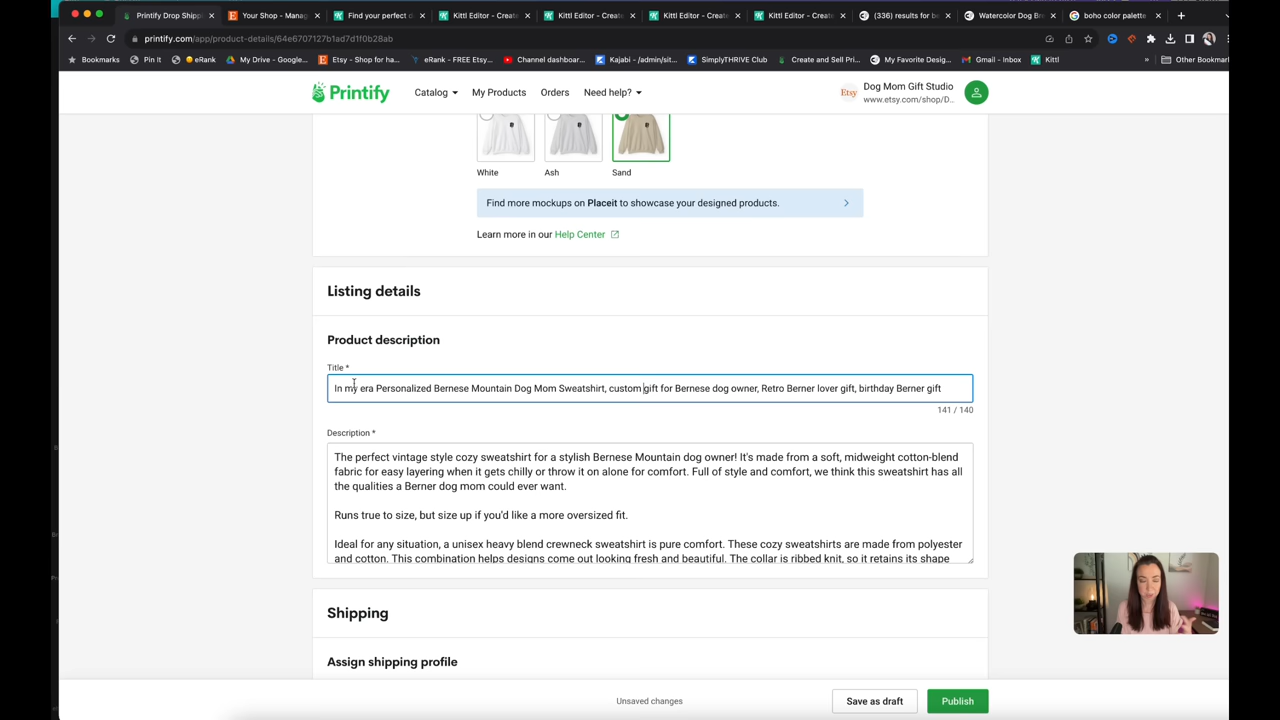 Printify Drop Shipp
Your Shop - Manag
Find your perfect d
Kittl Editor - Create
Kittl Editor - Create
Kittl Editor - Create
Kittl Editor - Create
(336) results for be
Watercolor Dog Br
boho color palette
printify.com/app/product-details/64e6707127b1ad7d1f10b28ab
Bookmarks
Pin It
eRank
My Drive - Google...
Etsy - Shop for ha...
eRank - FREE Etsy...
Channel dashboar...
Kajabi - /admin/sit...
SimplyTHRIVE Club
Create and Sell Pri...
My Favorite Design...
Gmail - Inbox
Kittl
»
Other Bookmar
Printify
Catalog
My Products
Orders
Need help?
Etsy
Dog Mom Gift Studio
www.etsy.com/shop/D...
White
Ash
Sand
Find more mockups on Placeit to showcase your designed products.
Learn more in our Help Center
Listing details
Product description
Title *
In my era Personalized Bernese Mountain Dog Mom Sweatshirt, custom gift for Bernese dog owner, Retro Berner lover gift, birthday Berner gift
141 / 140
Description *
The perfect vintage style cozy sweatshirt for a stylish Bernese Mountain dog owner! It's made from a soft, midweight cotton-blend
fabric for easy layering when it gets chilly or throw it on alone for comfort. Full of style and comfort, we think this sweatshirt has all
the qualities a Berner dog mom could ever want.
Runs true to size, but size up if you'd like a more oversized fit.
Ideal for any situation, a unisex heavy blend crewneck sweatshirt is pure comfort. These cozy sweatshirts are made from polyester
and cotton. This combination helps designs come out looking fresh and beautiful. The collar is ribbed knit, so it retains its shape
Shipping
Assign shipping profile
Unsaved changes
Save as draft
Publish